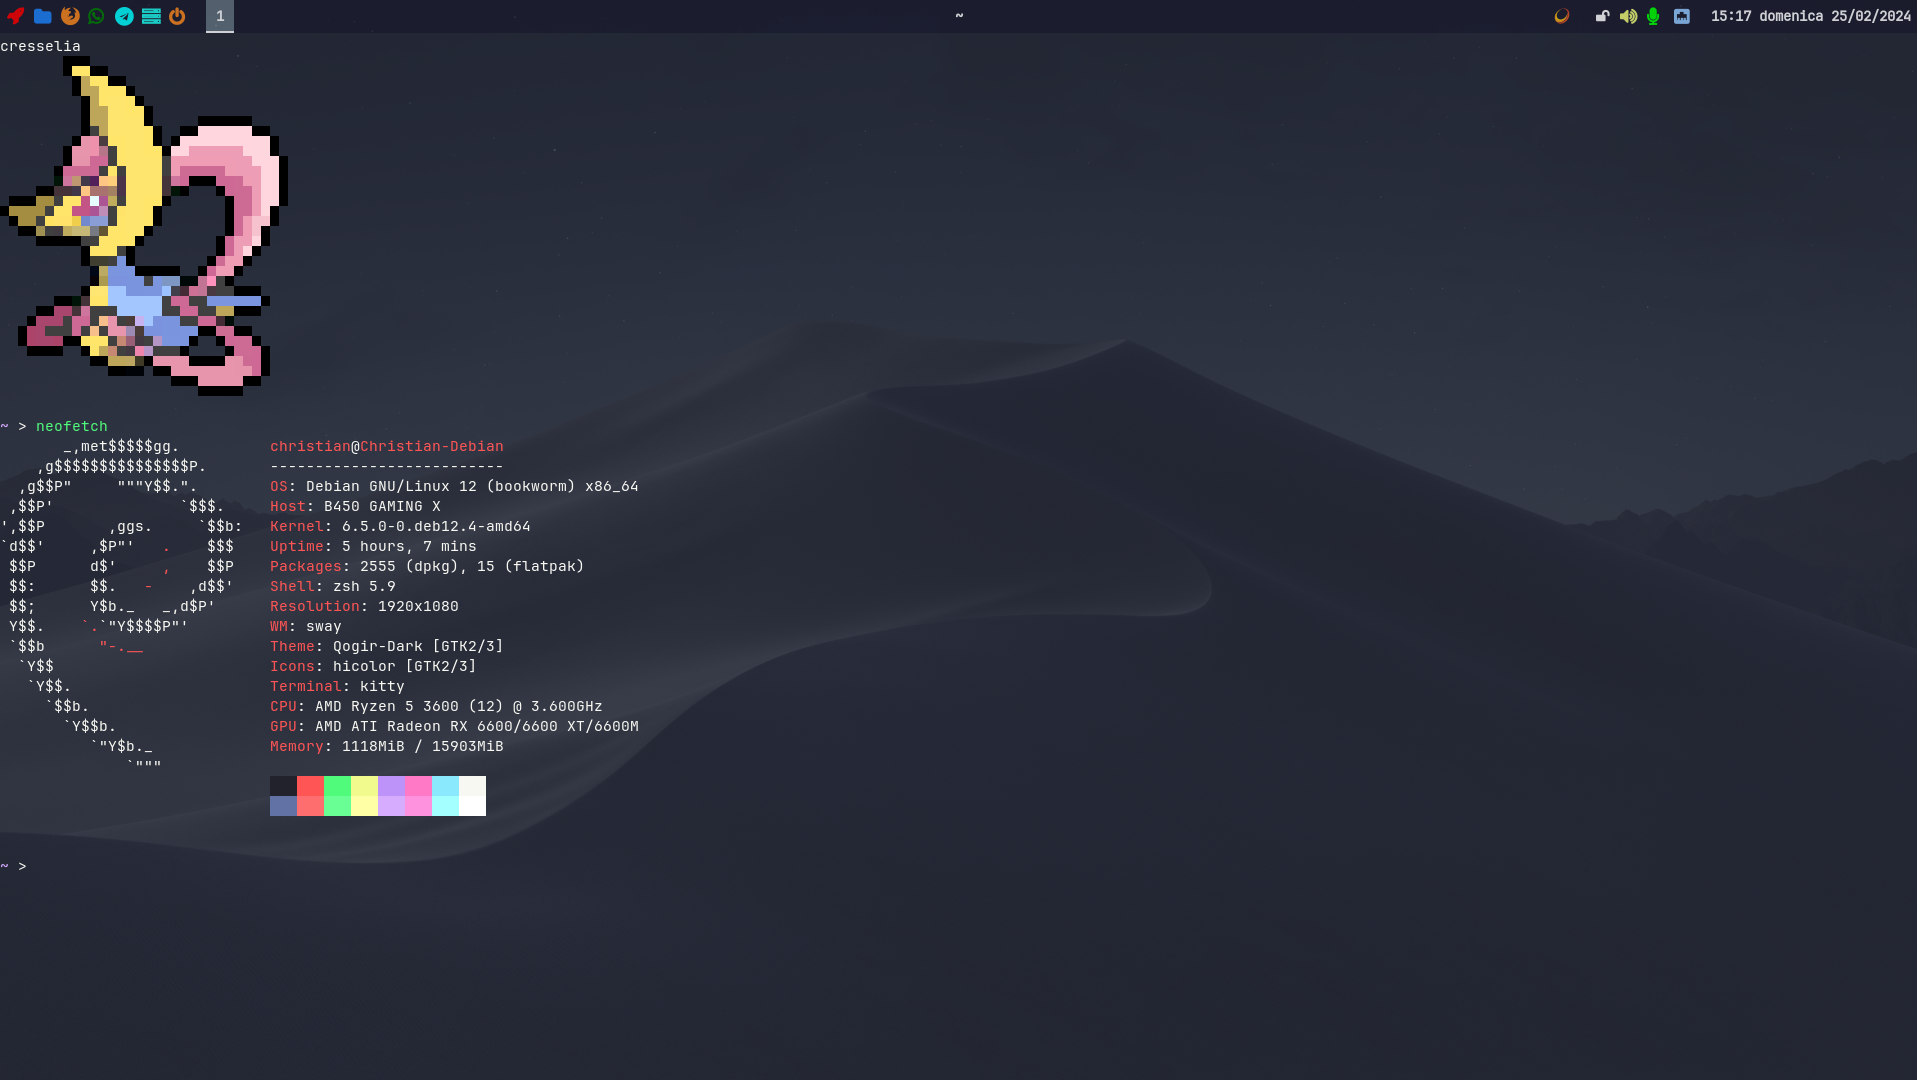 1
~
15:17 domenica 25/02/2024
cresselia
~ > neofetch
       _,met$$$$$gg.
    ,g$$$$$$$$$$$$$$$P.
  ,g$$P"     """Y$$.".
 ,$$P'              `$$$.
',$$P       ,ggs.     `$$b:
`d$$'     ,$P"'   .    $$$
 $$P      d$'     ,    $$P
 $$:      $$.   -    ,d$$'
 $$;      Y$b._   _,d$P'
 Y$$.    `.`"Y$$$$P"'
 `$$b      "-.__
  `Y$$
   `Y$$.
     `$$b.
       `Y$$b.
          `"Y$b._
              `"""
christian@Christian-Debian
--------------------------
OS: Debian GNU/Linux 12 (bookworm) x86_64
Host: B450 GAMING X
Kernel: 6.5.0-0.deb12.4-amd64
Uptime: 5 hours, 7 mins
Packages: 2555 (dpkg), 15 (flatpak)
Shell: zsh 5.9
Resolution: 1920x1080
WM: sway
Theme: Qogir-Dark [GTK2/3]
Icons: hicolor [GTK2/3]
Terminal: kitty
CPU: AMD Ryzen 5 3600 (12) @ 3.600GHz
GPU: AMD ATI Radeon RX 6600/6600 XT/6600M
Memory: 1118MiB / 15903MiB
~ >